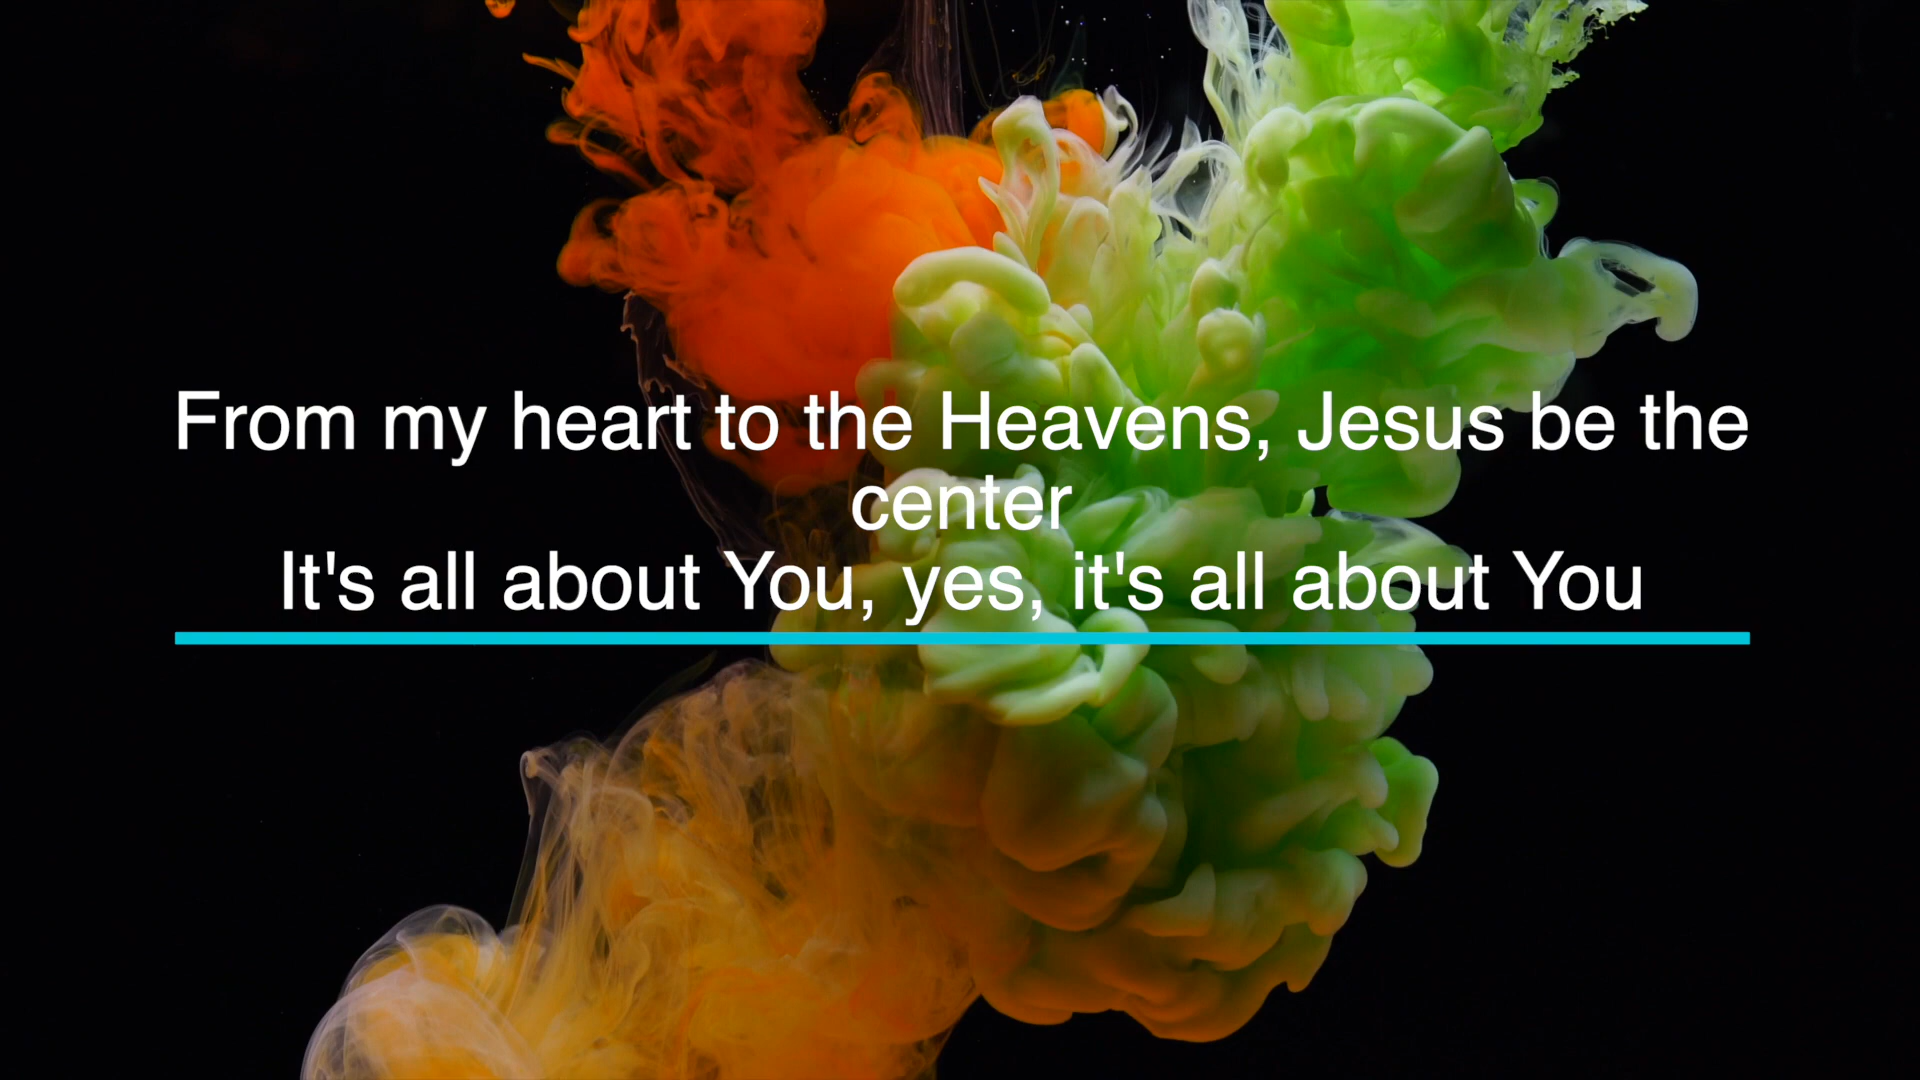 From my heart to the Heavens, Jesus be the
center
It's all about You, yes, it's all about You